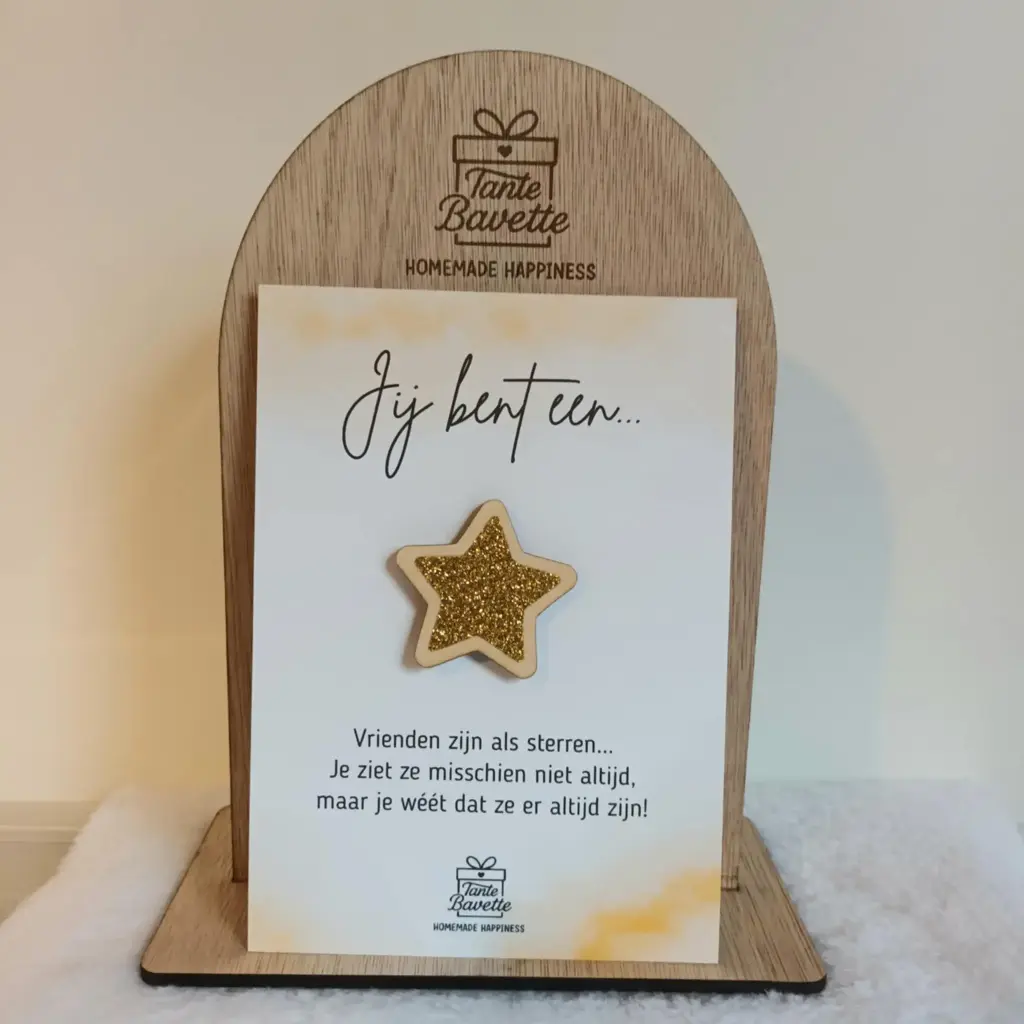 Tante
Bavette
HOMEMADE HAPPINESS
Jij bent een...
Vrienden zijn als sterren...
Je ziet ze misschien niet altijd,
maar je wéét dat ze er altijd zijn!
Tante
Bavette
HOMEMADE HAPPINESS